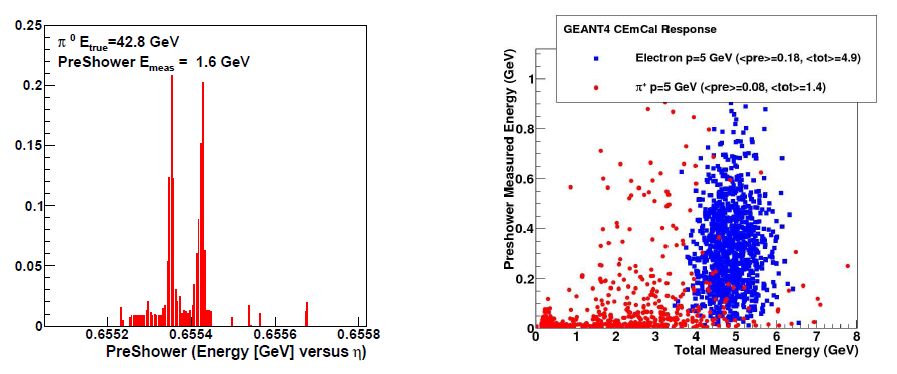 0.25
π⁰ Etrue=42.8 GeV
PreShower Emeas = 1.6 GeV
0.2
0.15
0.1
0.05
0
0.6552 0.6554 0.6556 0.6558
PreShower (Energy [GeV] versus η)
GEANT4 CEmCal Response
Electron p=5 GeV (<pre>=0.18, <tot>=4.9)
π⁺ p=5 GeV (<pre>=0.08, <tot>=1.4)
Preshower Measured Energy (GeV)
1
0.8
0.6
0.4
0.2
0
0 1 2 3 4 5 6 7 8
Total Measured Energy (GeV)